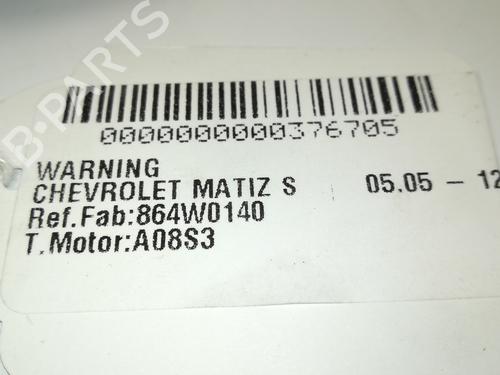 B-PARTS
0000000000376705
WARNING
CHEVROLET MATIZ S 05.05 - 12
Ref.Fab:864W0140
T.Motor:A08S3